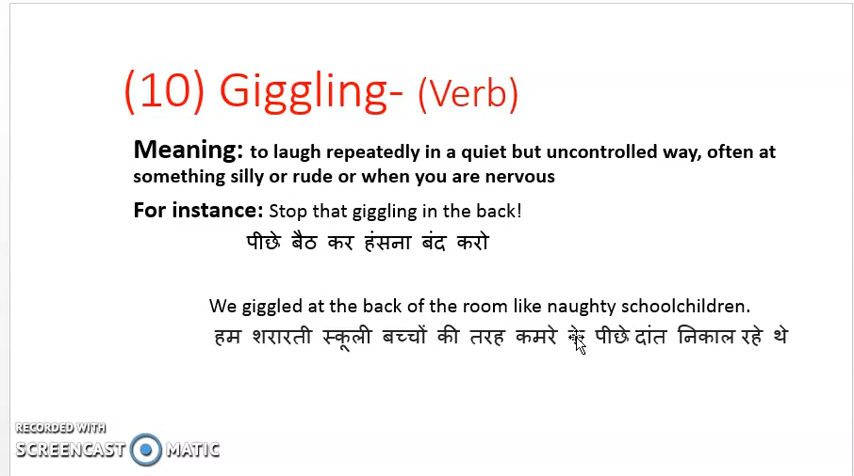 (10) Giggling- (Verb)
Meaning: to laugh repeatedly in a quiet but uncontrolled way, often at
something silly or rude or when you are nervous
For instance: Stop that giggling in the back!
पीछे बैठ कर हंसना बंद करो
We giggled at the back of the room like naughty schoolchildren.
हम शरारती स्कूली बच्चों की तरह कमरे के पीछे दांत निकाल रहे थे
RECORDED WITH
SCREENCAST MATIC